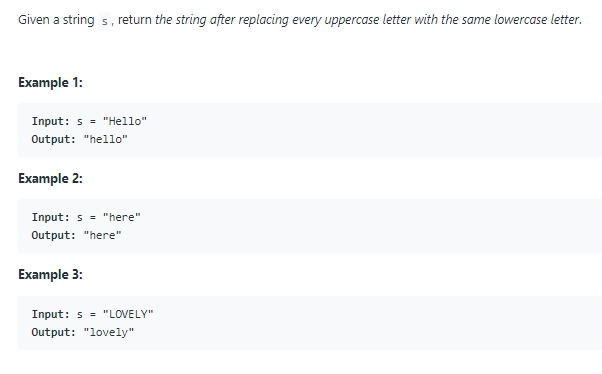 Given a string s, return the string after replacing every uppercase letter with the same lowercase letter.
Example 1:
Input: s = "Hello"
Output: "hello"
Example 2:
Input: s = "here"
Output: "here"
Example 3:
Input: s = "LOVELY"
Output: "lovely"